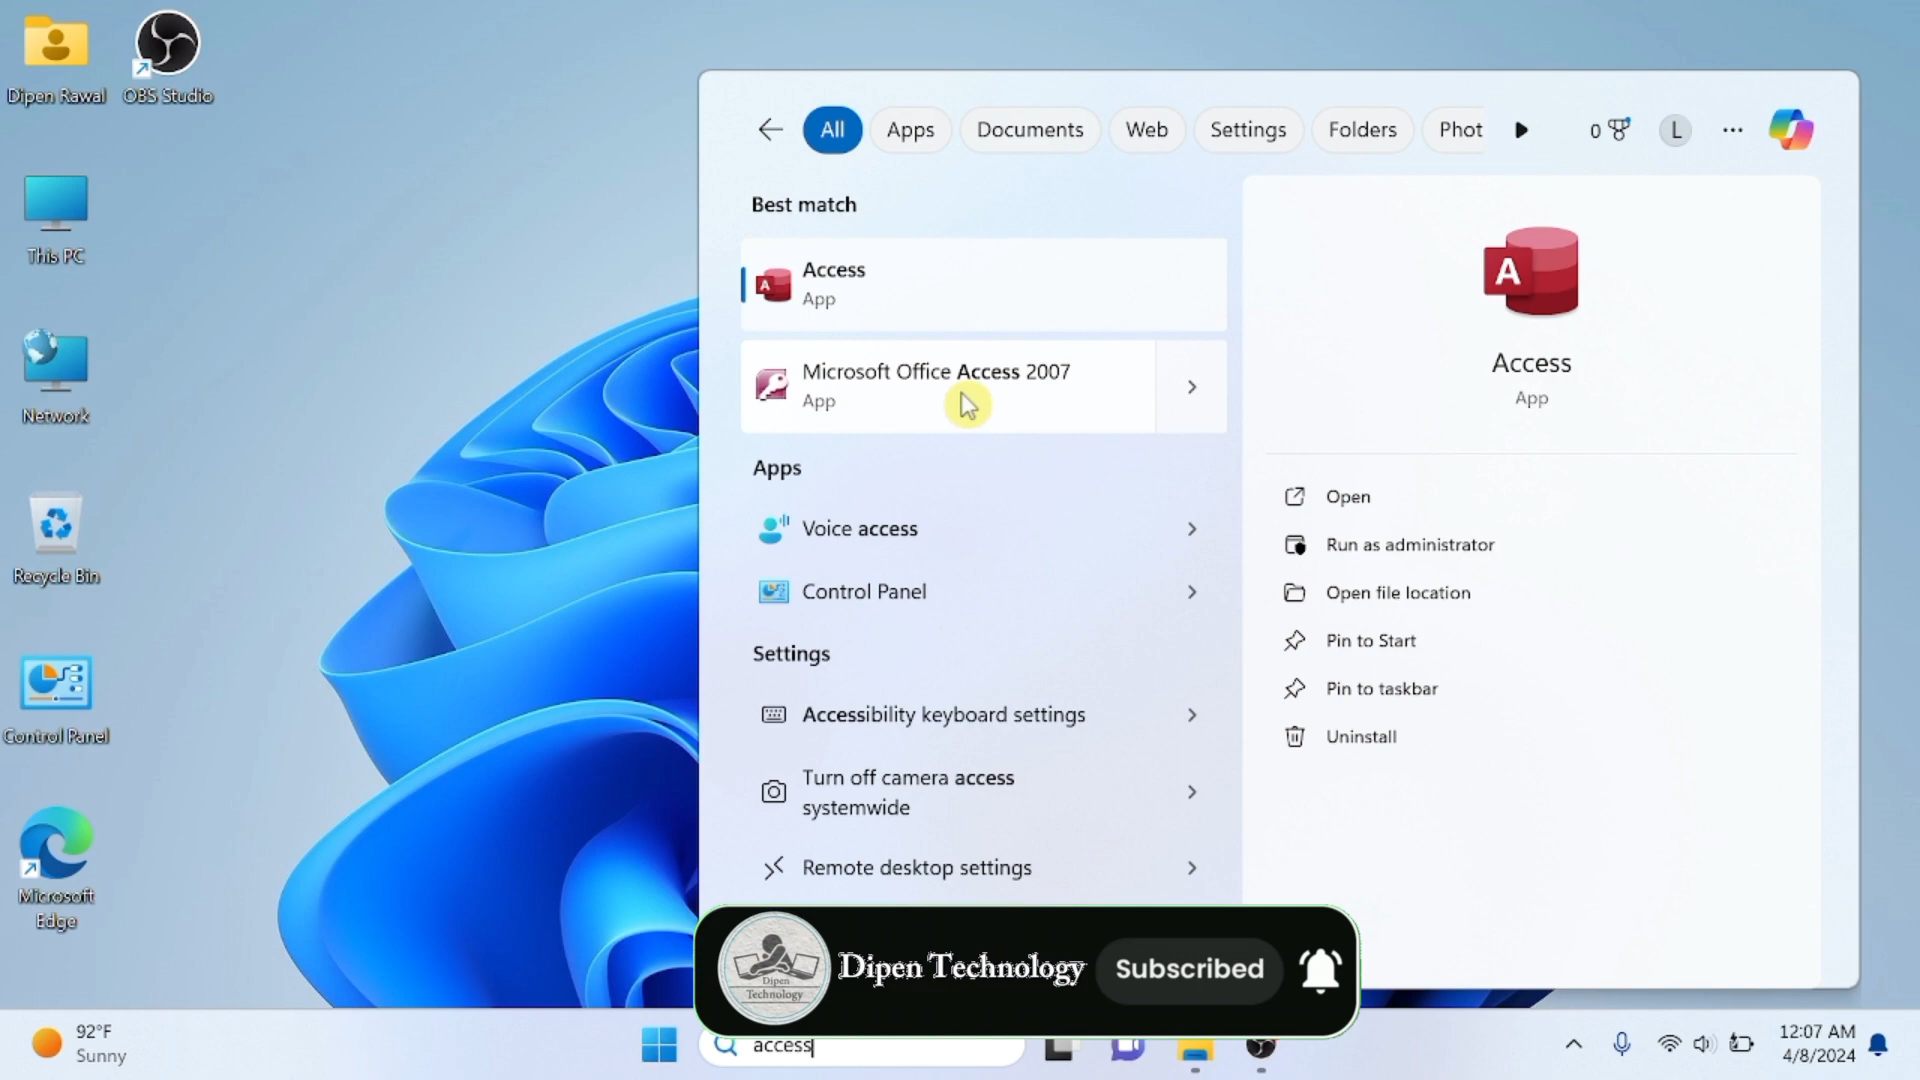 Dipen Rawal
OBS Studio
This PC
Network
Recycle Bin
Control Panel
Microsoft
Edge
All
Apps
Documents
Web
Settings
Folders
Phot
0
L
Best match
Access
App
Microsoft Office Access 2007
App
Apps
Voice access
Control Panel
Settings
Accessibility keyboard settings
Turn off camera access
systemwide
Remote desktop settings
A
Access
App
Open
Run as administrator
Open file location
Pin to Start
Pin to taskbar
Uninstall
Dipen
Technology
Dipen Technology
Subscribed
92°F
Sunny
access
12:07 AM
4/8/2024